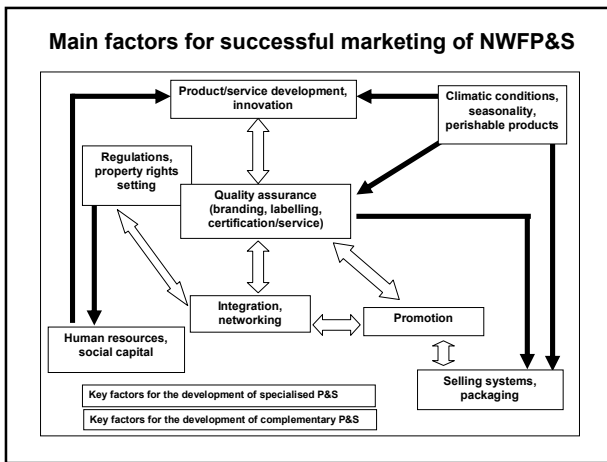 Main factors for successful marketing of NWFP&S
Product/service development,
innovation
Climatic conditions,
seasonality,
perishable products
Regulations,
property rights
setting
Quality assurance
(branding, labelling,
certification/service)
Integration,
networking
Promotion
Human resources,
social capital
Selling systems,
packaging
Key factors for the development of specialised P&S
Key factors for the development of complementary P&S